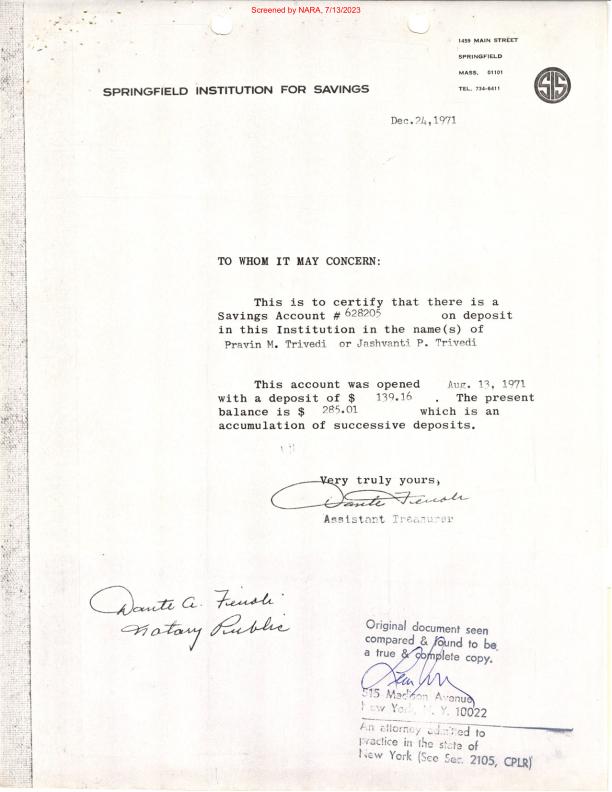 Screened by NARA, 7/13/2023
1459 MAIN STREET
SPRINGFIELD
MASS. 01101
TEL. 734-6411
SIS
SPRINGFIELD INSTITUTION FOR SAVINGS
Dec.24,1971
TO WHOM IT MAY CONCERN:
This is to certify that there is a
Savings Account # 628205 on deposit
in this Institution in the name(s) of
Pravin M. Trivedi or Jashvanti P. Trivedi
This account was opened Aug. 13, 1971
with a deposit of $ 139.16 . The present
balance is $ 285.01 which is an
accumulation of successive deposits.
Very truly yours,
Dante
Assistant Treasurer
Dante A.
Notary Public
Original document seen
compared & found to be
a true & complete copy.
515 Madison Avenue
New York, N. Y. 10022
An attorney admitted to
practice in the state of
New York (See Sec. 2105, CPLR)